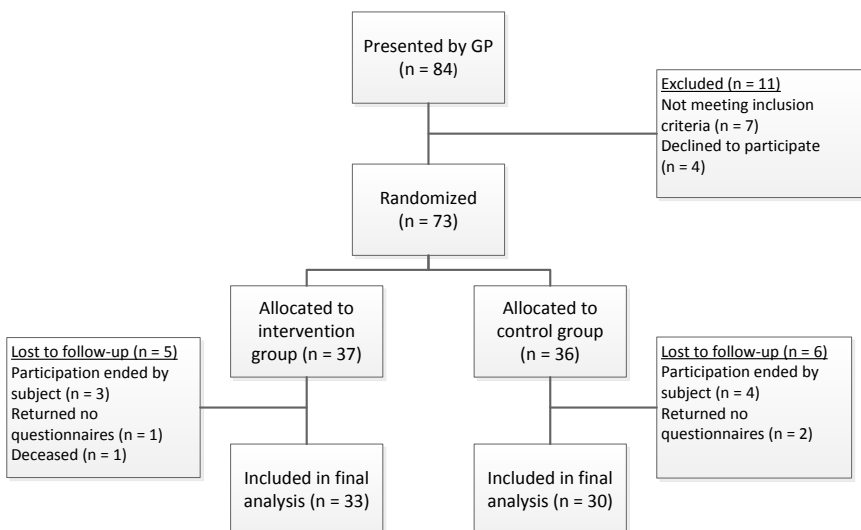 Presented by GP
(n = 84)
Excluded (n = 11)
Not meeting inclusion
criteria (n = 7)
Declined to participate
(n = 4)
Randomized
(n = 73)
Allocated to
intervention
group (n = 37)
Allocated to
control group
(n = 36)
Lost to follow-up (n = 5)
Participation ended by
subject (n = 3)
Returned no
questionnaires (n = 1)
Deceased (n = 1)
Lost to follow-up (n = 6)
Participation ended by
subject (n = 4)
Returned no
questionnaires (n = 2)
Included in final
analysis (n = 33)
Included in final
analysis (n = 30)